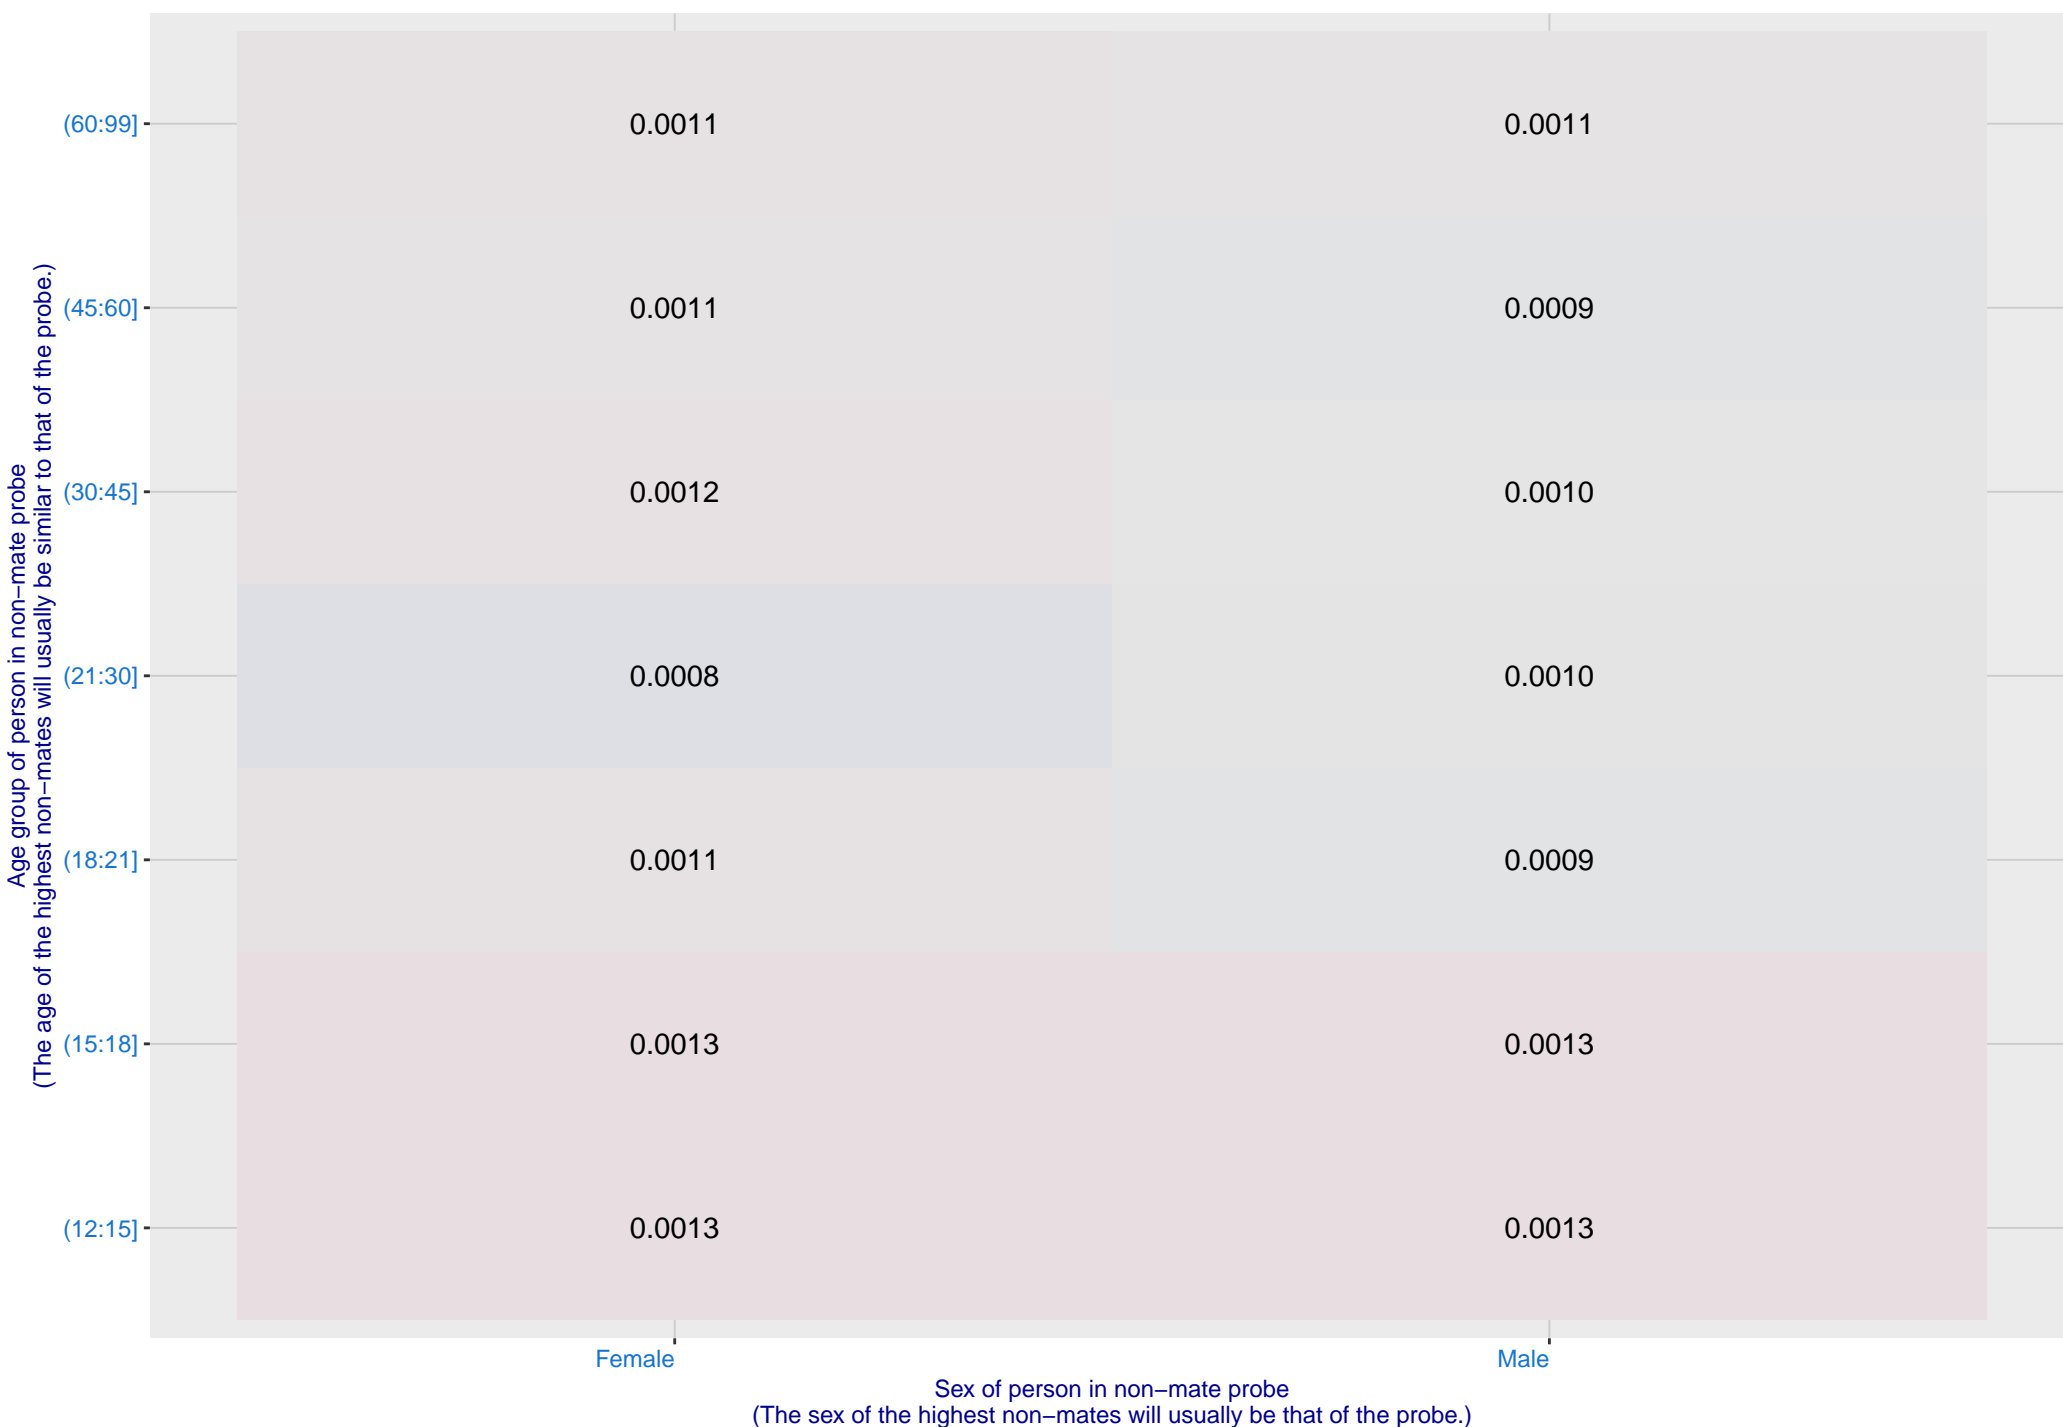 Age group of person in non−mate probe
(The age of the highest non−mates will usually be similar to that of the probe.)
(60:99] 0.0011 0.0011
(45:60] 0.0011 0.0009
(30:45] 0.0012 0.0010
(21:30] 0.0008 0.0010
(18:21] 0.0011 0.0009
(15:18] 0.0013 0.0013
(12:15] 0.0013 0.0013
Female Male
Sex of person in non−mate probe
(The sex of the highest non−mates will usually be that of the probe.)